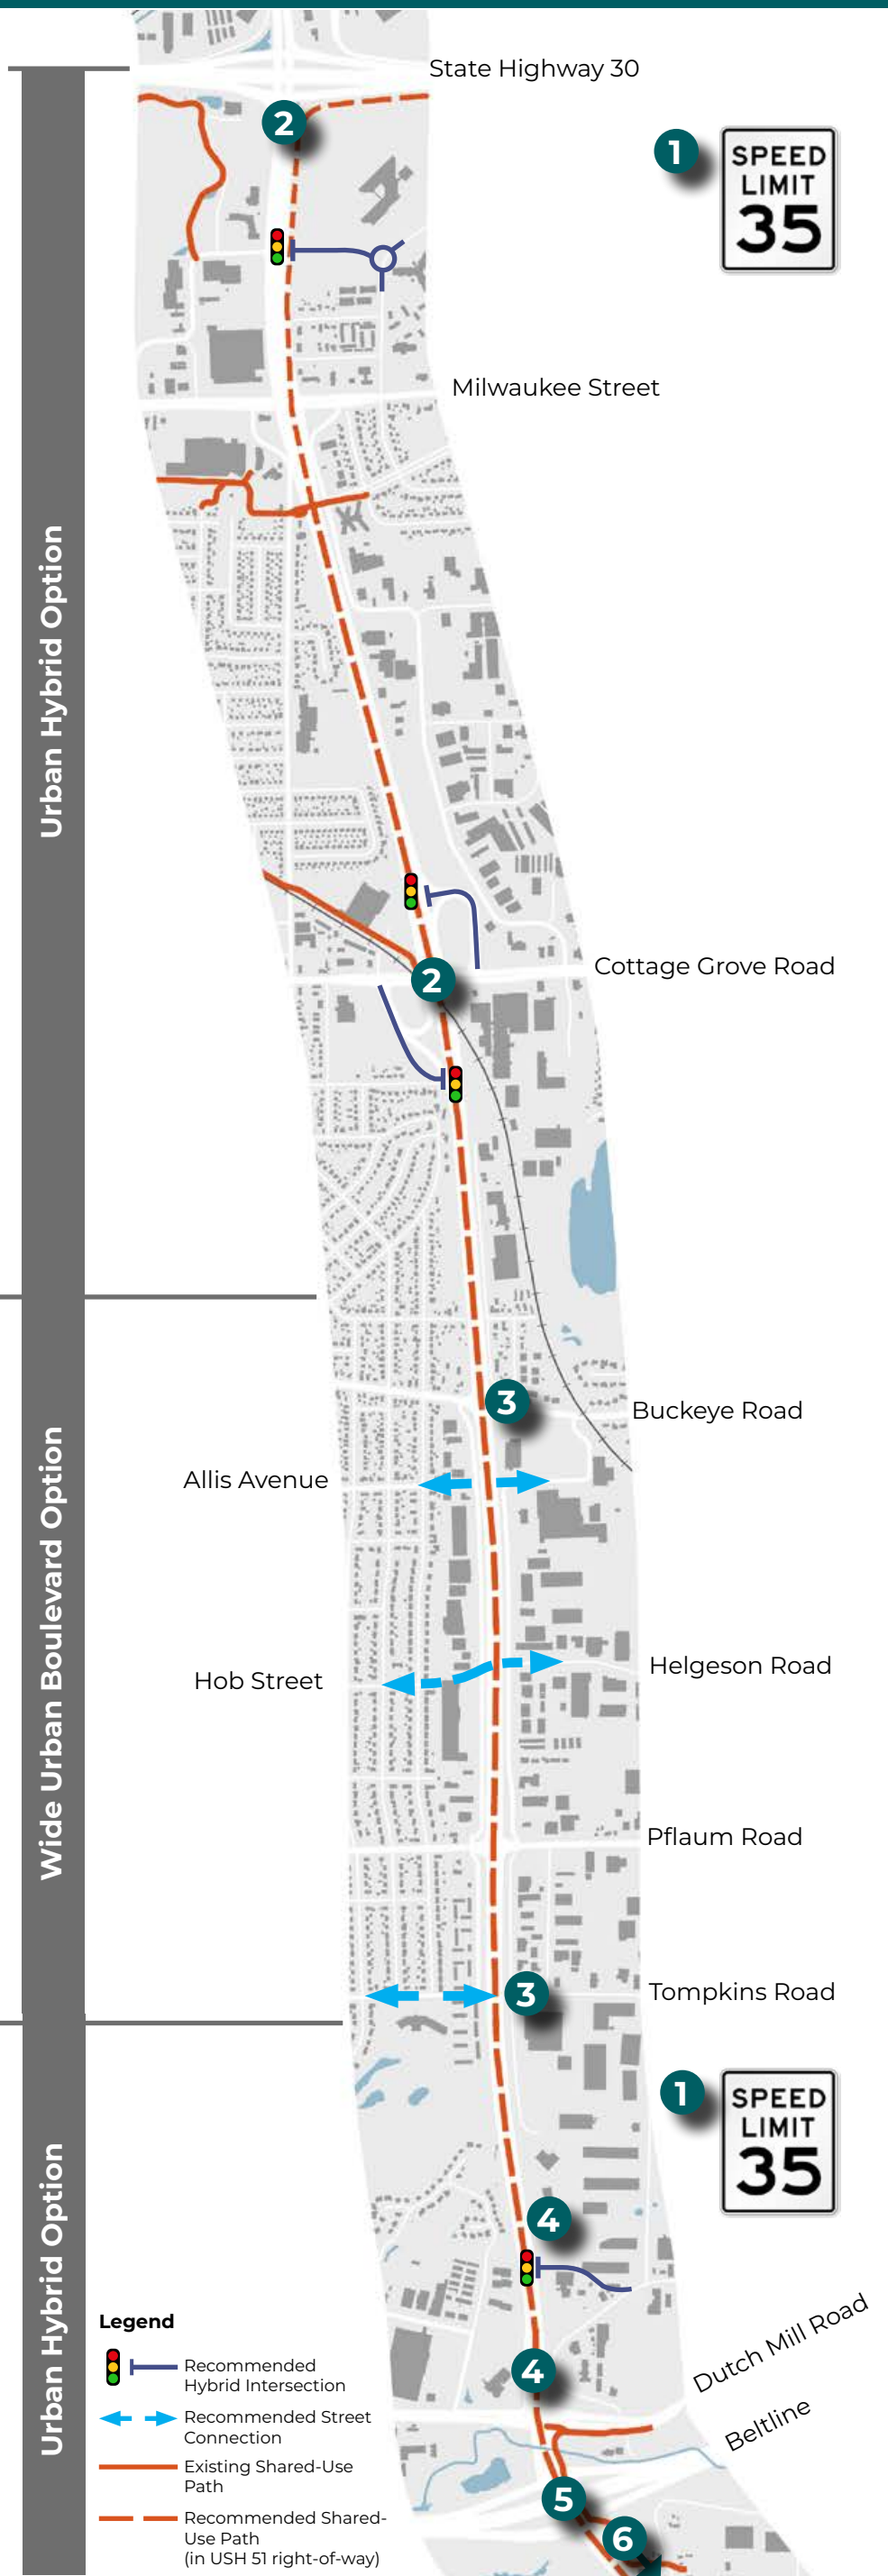 State Highway 30
2
1
SPEED
LIMIT
35
Milwaukee Street
Urban Hybrid Option
Cottage Grove Road
2
3
Buckeye Road
Allis Avenue
Wide Urban Boulevard Option
Hob Street
Helgeson Road
Pflaum Road
3
Tompkins Road
1
SPEED
LIMIT
35
4
Urban Hybrid Option
4
Dutch Mill Road
Beltline
5
6
Legend
Recommended
Hybrid Intersection
Recommended Street
Connection
Existing Shared-Use
Path
Recommended Shared-
Use Path
(in USH 51 right-of-way)